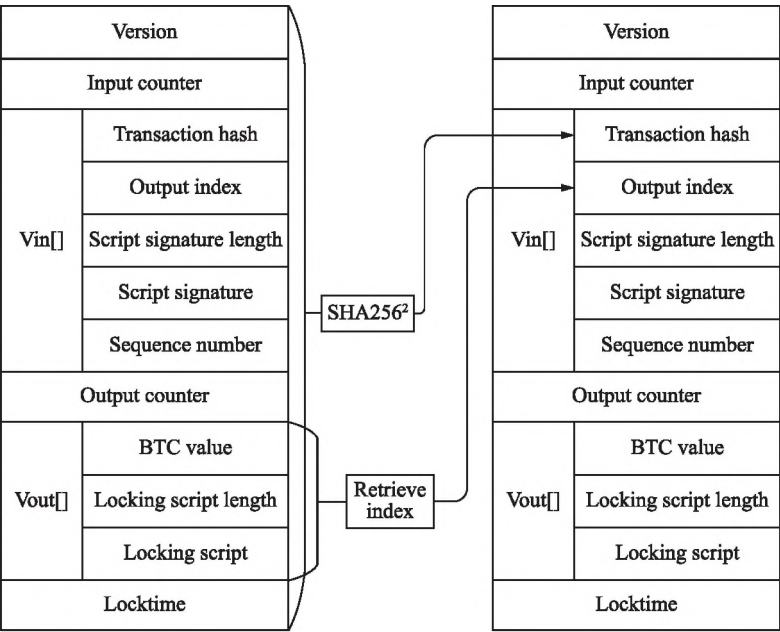 Version
Input counter
Vin[]
Transaction hash
Output index
Script signature length
Script signature
Sequence number
Output counter
Vout[]
BTC value
Locking script length
Locking script
Locktime
SHA256²
Retrieve
index
Version
Input counter
Vin[]
Transaction hash
Output index
Script signature length
Script signature
Sequence number
Output counter
Vout[]
BTC value
Locking script length
Locking script
Locktime